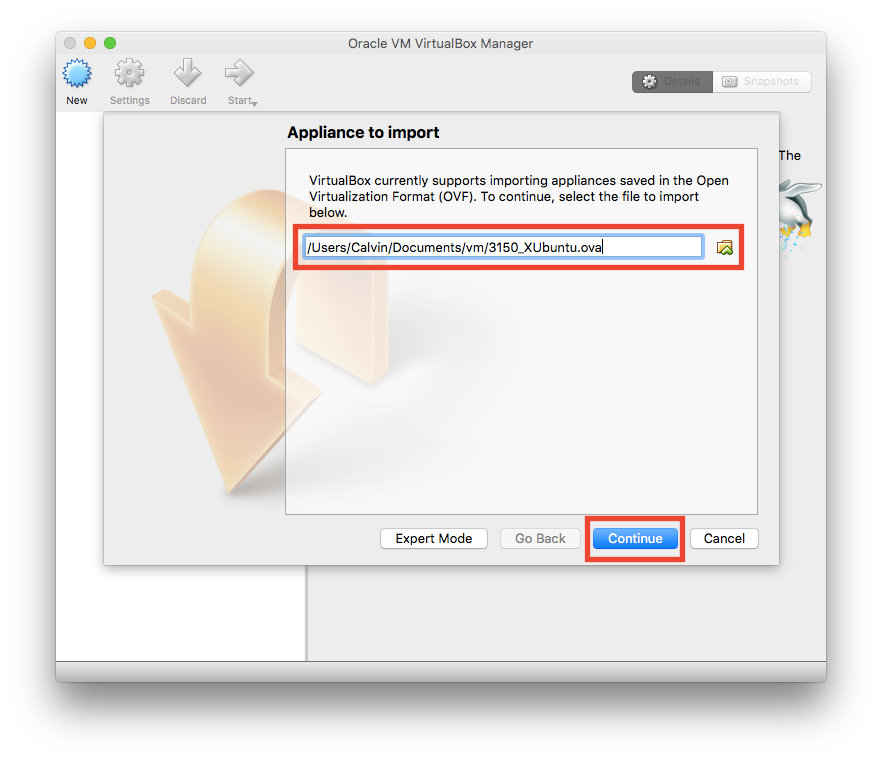 Oracle VM VirtualBox Manager
New
Settings
Discard
Start
Details
Snapshots
Appliance to import
The
VirtualBox currently supports importing appliances saved in the Open
Virtualization Format (OVF). To continue, select the file to import
below.
/Users/Calvin/Documents/vm/3150_XUbuntu.ova
Expert Mode
Go Back
Continue
Cancel